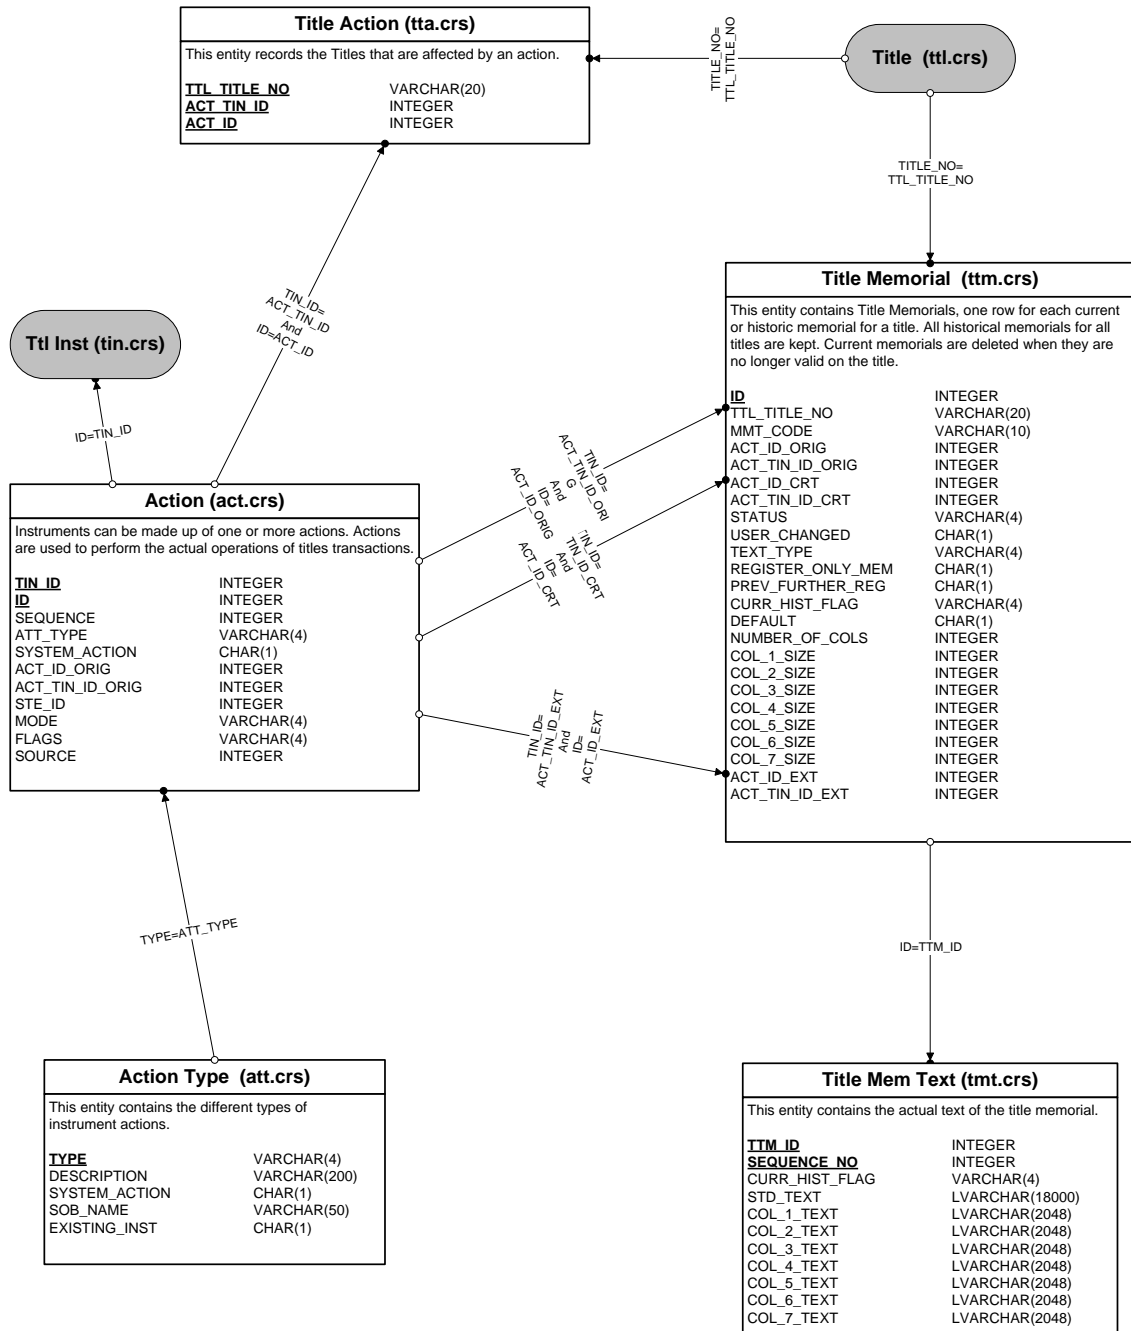 Title Action (tta.crs)
This entity records the Titles that are affected by an action.
TTL_TITLE_NO VARCHAR(20)
ACT_TIN_ID INTEGER
ACT_ID INTEGER
TITLE_NO=
TTL_TITLE_NO
Title (ttl.crs)
TITLE_NO=
TTL_TITLE_NO
TIN_ID=
ACT_TIN_ID
And
ID=ACT_ID
Ttl Inst (tin.crs)
ID=TIN_ID
Title Memorial (ttm.crs)
This entity contains Title Memorials, one row for each current
or historic memorial for a title. All historical memorials for all
titles are kept. Current memorials are deleted when they are
no longer valid on the title.
ID INTEGER
TTL_TITLE_NO VARCHAR(20)
MMT_CODE VARCHAR(10)
ACT_ID_ORIG INTEGER
ACT_TIN_ID_ORIG INTEGER
ACT_ID_CRT INTEGER
ACT_TIN_ID_CRT INTEGER
STATUS VARCHAR(4)
USER_CHANGED CHAR(1)
TEXT_TYPE VARCHAR(4)
REGISTER_ONLY_MEM CHAR(1)
PREV_FURTHER_REG CHAR(1)
CURR_HIST_FLAG VARCHAR(4)
DEFAULT CHAR(1)
NUMBER_OF_COLS INTEGER
COL_1_SIZE INTEGER
COL_2_SIZE INTEGER
COL_3_SIZE INTEGER
COL_4_SIZE INTEGER
COL_5_SIZE INTEGER
COL_6_SIZE INTEGER
COL_7_SIZE INTEGER
ACT_ID_EXT INTEGER
ACT_TIN_ID_EXT INTEGER
TIN_ID=
ACT_TIN_ID_ORI
G
And
ID=
ACT_ID_ORIG
TIN_ID=
TIN_ID_CRT
And
ID=
ACT_ID_CRT
Action (act.crs)
Instruments can be made up of one or more actions. Actions
are used to perform the actual operations of titles transactions.
TIN_ID INTEGER
ID INTEGER
SEQUENCE INTEGER
ATT_TYPE VARCHAR(4)
SYSTEM_ACTION CHAR(1)
ACT_ID_ORIG INTEGER
ACT_TIN_ID_ORIG INTEGER
STE_ID INTEGER
MODE VARCHAR(4)
FLAGS VARCHAR(4)
SOURCE INTEGER
TIN_ID=
ACT_TIN_ID_EXT
And
ID=
ACT_ID_EXT
TYPE=ATT_TYPE
ID=TTM_ID
Action Type (att.crs)
This entity contains the different types of
instrument actions.
TYPE VARCHAR(4)
DESCRIPTION VARCHAR(200)
SYSTEM_ACTION CHAR(1)
SOB_NAME VARCHAR(50)
EXISTING_INST CHAR(1)
Title Mem Text (tmt.crs)
This entity contains the actual text of the title memorial.
TTM_ID INTEGER
SEQUENCE_NO INTEGER
CURR_HIST_FLAG VARCHAR(4)
STD_TEXT LVARCHAR(18000)
COL_1_TEXT LVARCHAR(2048)
COL_2_TEXT LVARCHAR(2048)
COL_3_TEXT LVARCHAR(2048)
COL_4_TEXT LVARCHAR(2048)
COL_5_TEXT LVARCHAR(2048)
COL_6_TEXT LVARCHAR(2048)
COL_7_TEXT LVARCHAR(2048)